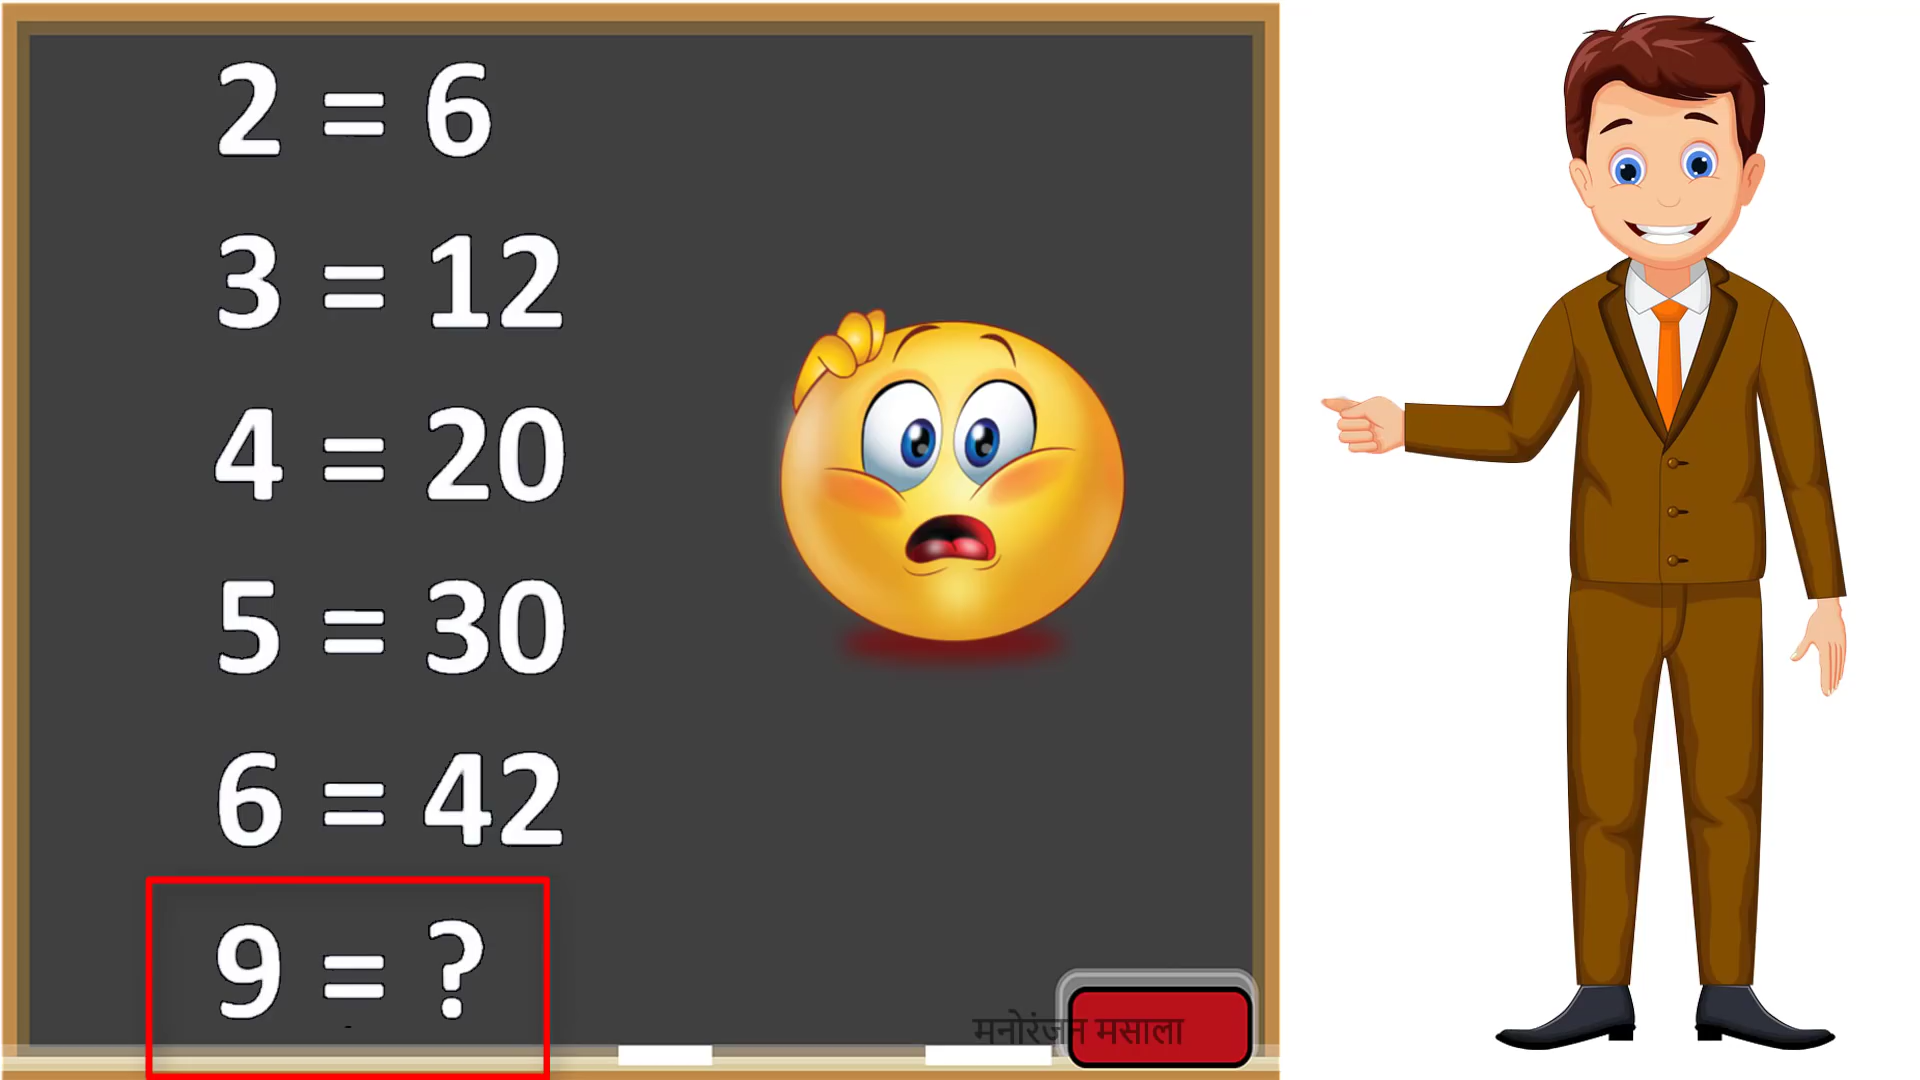 2 = 6
3 = 12
4 = 20
5 = 30
6 = 42
9 = ?
मनोरंजन मसाला